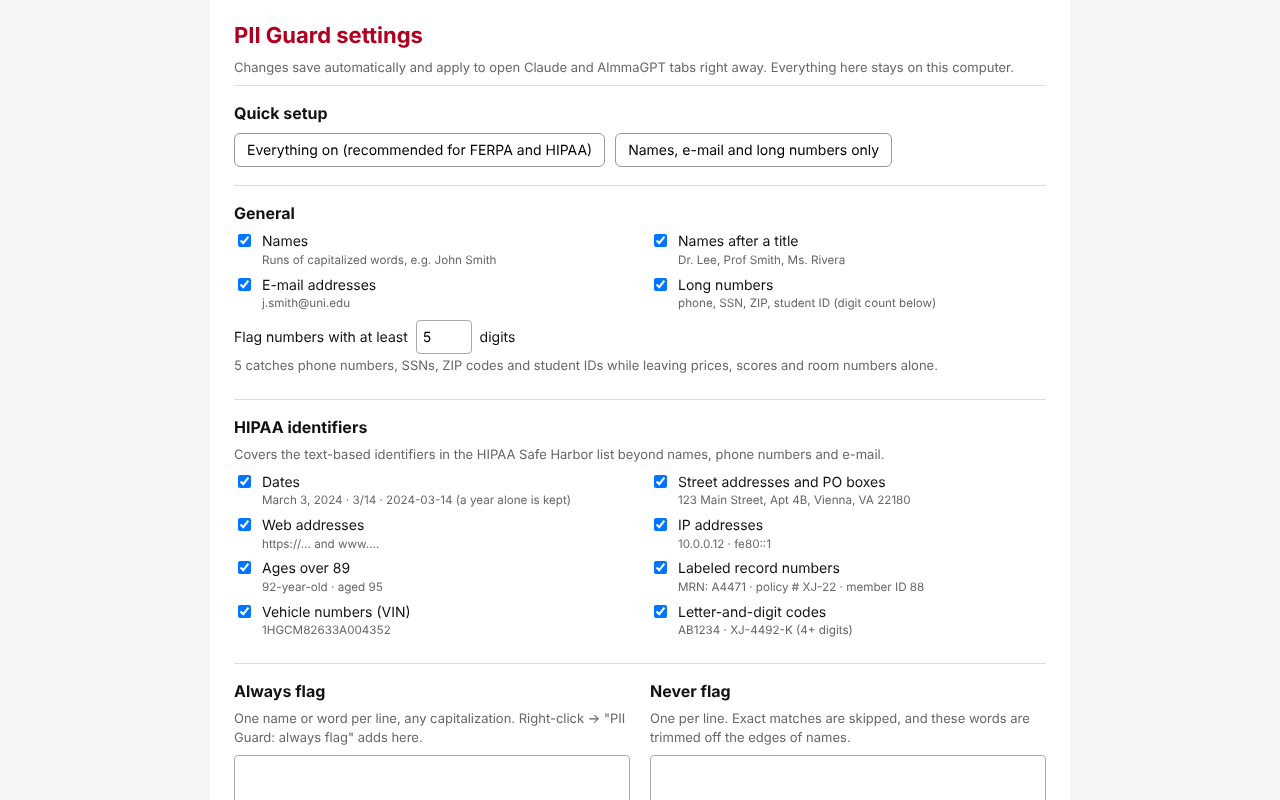 PII Guard settings
Changes save automatically and apply to open Claude and AImmaGPT tabs right away. Everything here stays on this computer.
Quick setup
Everything on (recommended for FERPA and HIPAA)
Names, e-mail and long numbers only
General
Names
Runs of capitalized words, e.g. John Smith
Names after a title
Dr. Lee, Prof Smith, Ms. Rivera
E-mail addresses
j.smith@uni.edu
Long numbers
phone, SSN, ZIP, student ID (digit count below)
Flag numbers with at least 5 digits
5 catches phone numbers, SSNs, ZIP codes and student IDs while leaving prices, scores and room numbers alone.
HIPAA identifiers
Covers the text-based identifiers in the HIPAA Safe Harbor list beyond names, phone numbers and e-mail.
Dates
March 3, 2024 · 3/14 · 2024-03-14 (a year alone is kept)
Street addresses and PO boxes
123 Main Street, Apt 4B, Vienna, VA 22180
Web addresses
https://… and www.…
IP addresses
10.0.0.12 · fe80::1
Ages over 89
92-year-old · aged 95
Labeled record numbers
MRN: A4471 · policy # XJ-22 · member ID 88
Vehicle numbers (VIN)
1HGCM82633A004352
Letter-and-digit codes
AB1234 · XJ-4492-K (4+ digits)
Always flag
One name or word per line, any capitalization. Right-click → "PII
Guard: always flag" adds here.
Never flag
One per line. Exact matches are skipped, and these words are
trimmed off the edges of names.